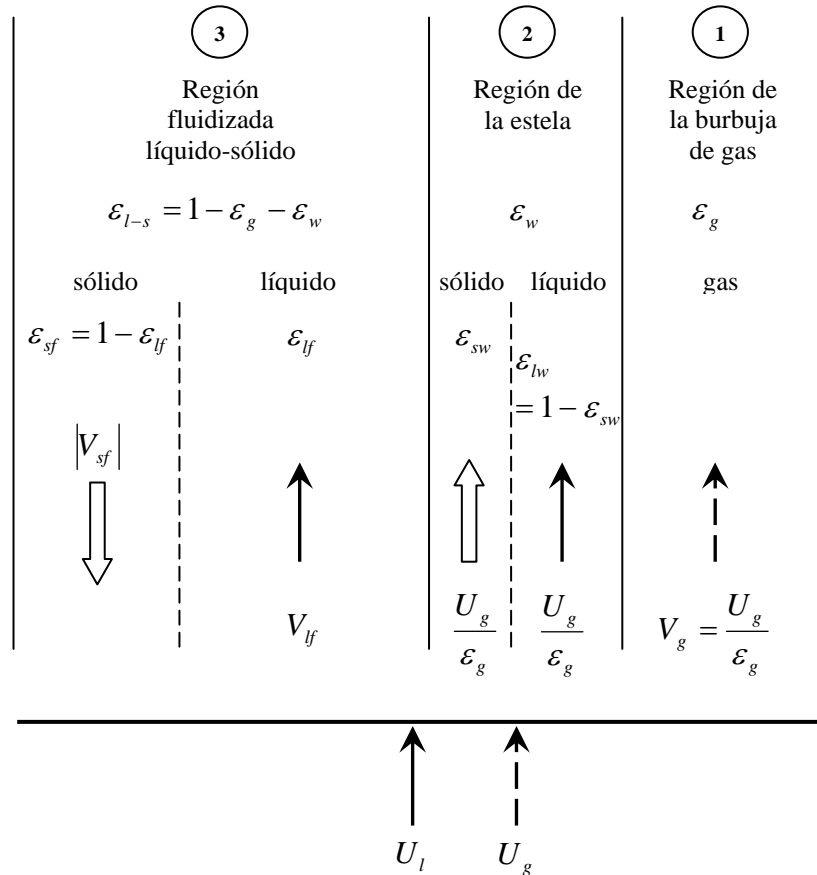 3
2
1
Región
fluidizada
líquido-sólido
Región de
la estela
Región de
la burbuja
de gas
ε_{l-s} = 1 - ε_g - ε_w
ε_w
ε_g
sólido
líquido
sólido
líquido
gas
ε_{sf} = 1 - ε_{lf}
ε_{lf}
ε_{sw}
ε_{lw}
= 1 - ε_{sw}
|V_{sf}|
V_{lf}
U_g / ε_g
U_g / ε_g
V_g = U_g / ε_g
U_l
U_g